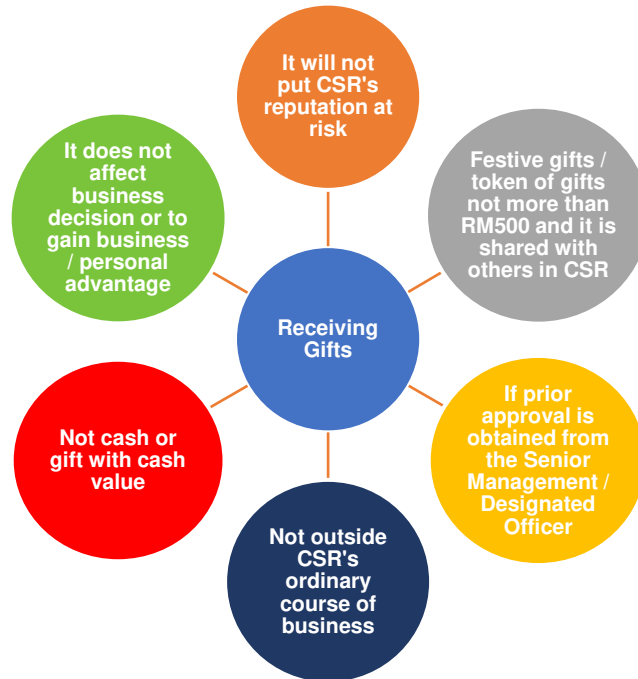 It will not
put CSR's
reputation at
risk
Festive gifts /
token of gifts
not more than
RM500 and it is
shared with
others in CSR
If prior
approval is
obtained from
the Senior
Management /
Designated
Officer
Not outside
CSR's
ordinary
course of
business
Not cash or
gift with cash
value
It does not
affect
business
decision or to
gain business
/ personal
advantage
Receiving
Gifts